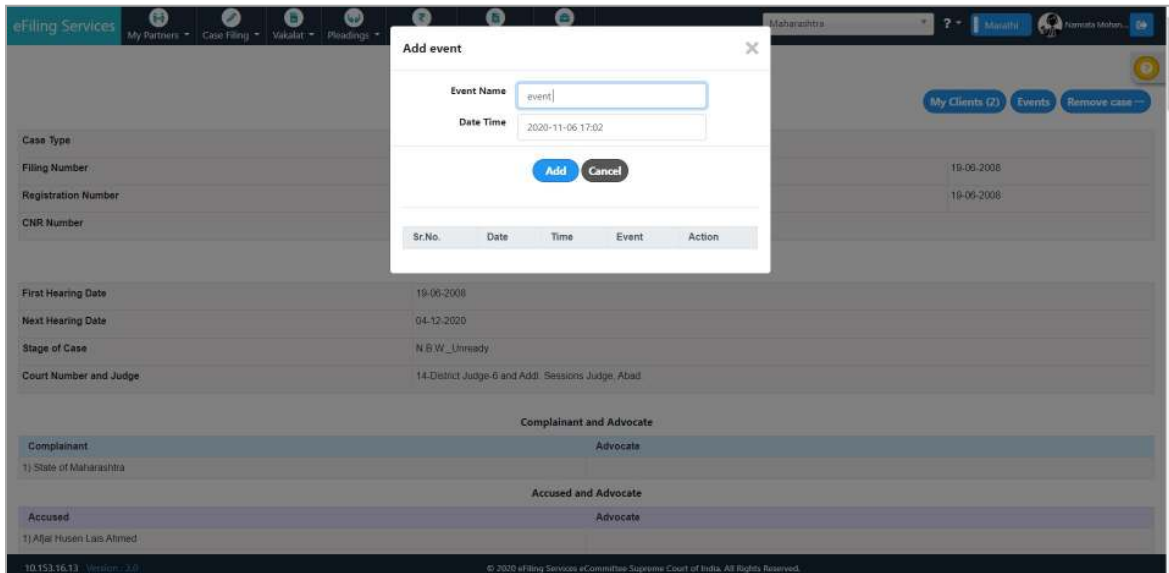 eFiling Services
My Partners
Case Filing
Vakalat
Pleadings
Maharashtra
?
Marathi
Namrata Mohan...
Add event
Event Name
event
Date Time
2020-11-06 17:02
Add Cancel
Sr.No. Date Time Event Action
My Clients (2) Events Remove case
Case Type
Filing Number 19-06-2008
Registration Number 19-06-2008
CNR Number
First Hearing Date 19-06-2008
Next Hearing Date 04-12-2020
Stage of Case N.B.W._Unready
Court Number and Judge 14-District Judge-6 and Addl. Sessions Judge, Abad
Complainant and Advocate
Complainant Advocate
1) State of Maharashtra
Accused and Advocate
Accused Advocate
1) Afjal Husen Lais Ahmed
10.153.16.13 Version : 3.0 © 2020 eFiling Services eCommittee Supreme Court of India. All Rights Reserved.